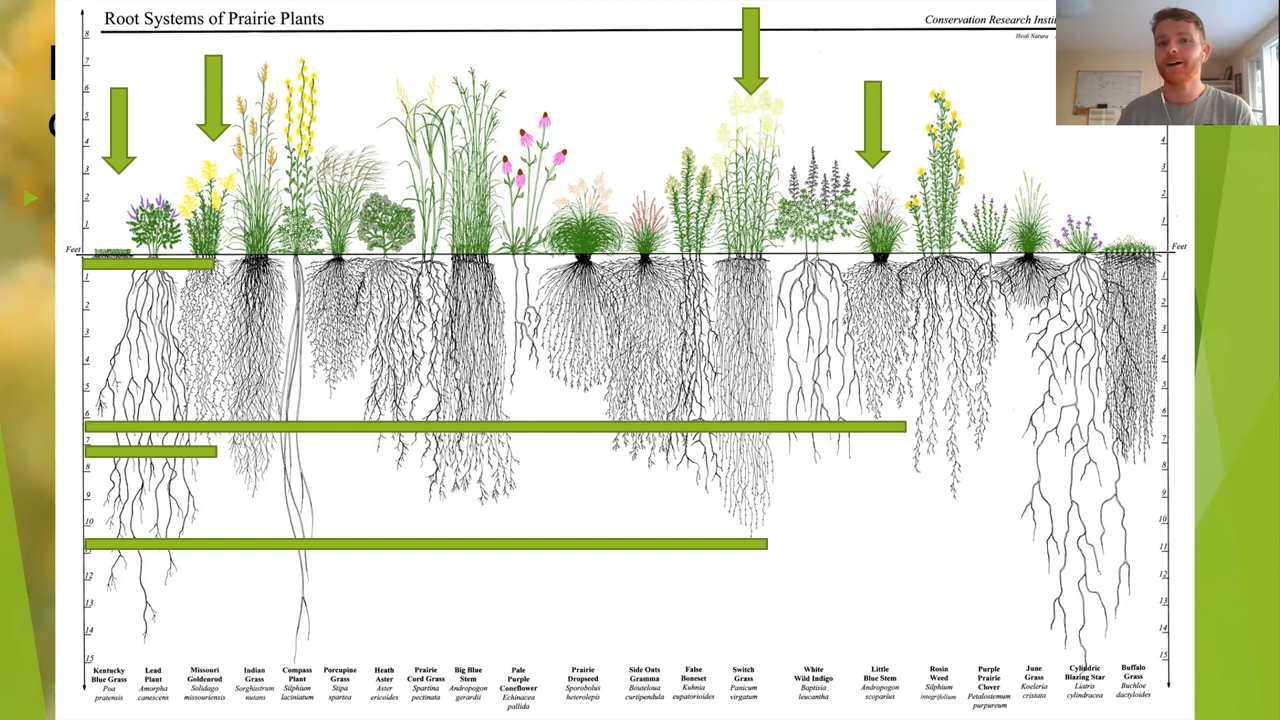 Root Systems of Prairie Plants
Conservation Research
Heidi Natura
8
7
6
5
4
3
2
1
Feet
1
2
3
4
5
6
7
8
9
10
11
12
13
14
15
4
3
2
1
Feet
1
2
3
4
5
6
7
8
9
10
11
12
13
14
15
Kentucky
Blue Grass
Poa
pratensis
Lead
Plant
Amorpha
canescens
Missouri
Goldenrod
Solidago
missouriensis
Indian
Grass
Sorghastrum
nutans
Compass
Plant
Silphium
laciniatum
Porcupine
Grass
Stipa
spartea
Heath
Aster
Aster
ericoides
Prairie
Cord Grass
Spartina
pectinata
Big Blue
Stem
Andropogon
gerardii
Pale
Purple
Coneflower
Echinacea
pallida
Prairie
Dropseed
Sporobolus
heterolepis
Side Oats
Gramma
Bouteloua
curtipendula
False
Boneset
Kuhnia
eupatorioides
Switch
Grass
Panicum
virgatum
White
Wild Indigo
Baptisia
leucantha
Little
Blue Stem
Andropogon
scoparius
Rosin
Weed
Silphium
integrifolium
Purple
Prairie
Clover
Petalostemum
purpureum
June
Grass
Koeleria
cristata
Cylindric
Blazing Star
Liatris
cylindracea
Buffalo
Grass
Buchloe
dactyloides